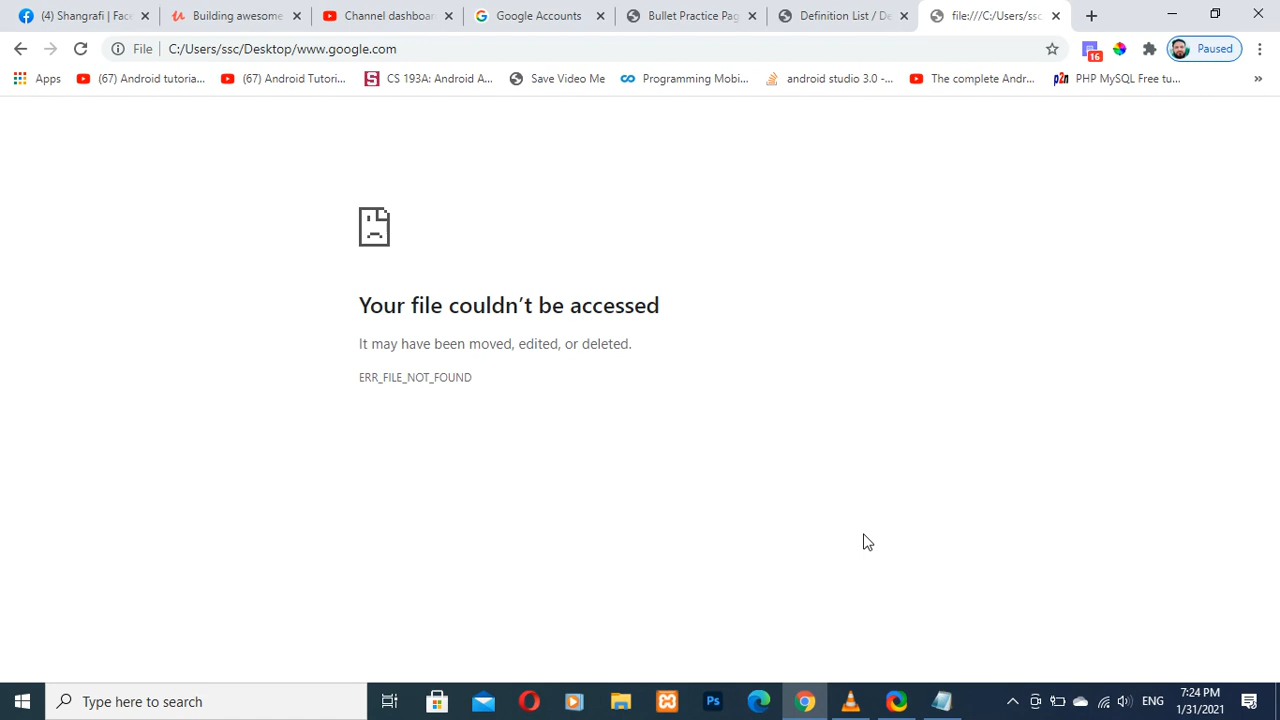 (4) Shangrafi | Fac
Building awesome
Channel dashboar
Google Accounts
Bullet Practice Pag
Definition List / De
file:///C:/Users/ssc
File
C:/Users/ssc/Desktop/www.google.com
16
Paused
Apps
(67) Android tutoria...
(67) Android Tutori...
CS 193A: Android A...
Save Video Me
Programming Mobi...
android studio 3.0 -...
The complete Andr...
p2n
PHP MySQL Free tu...
»
Your file couldn't be accessed
It may have been moved, edited, or deleted.
ERR_FILE_NOT_FOUND
Type here to search
Ps
ENG
7:24 PM
1/31/2021